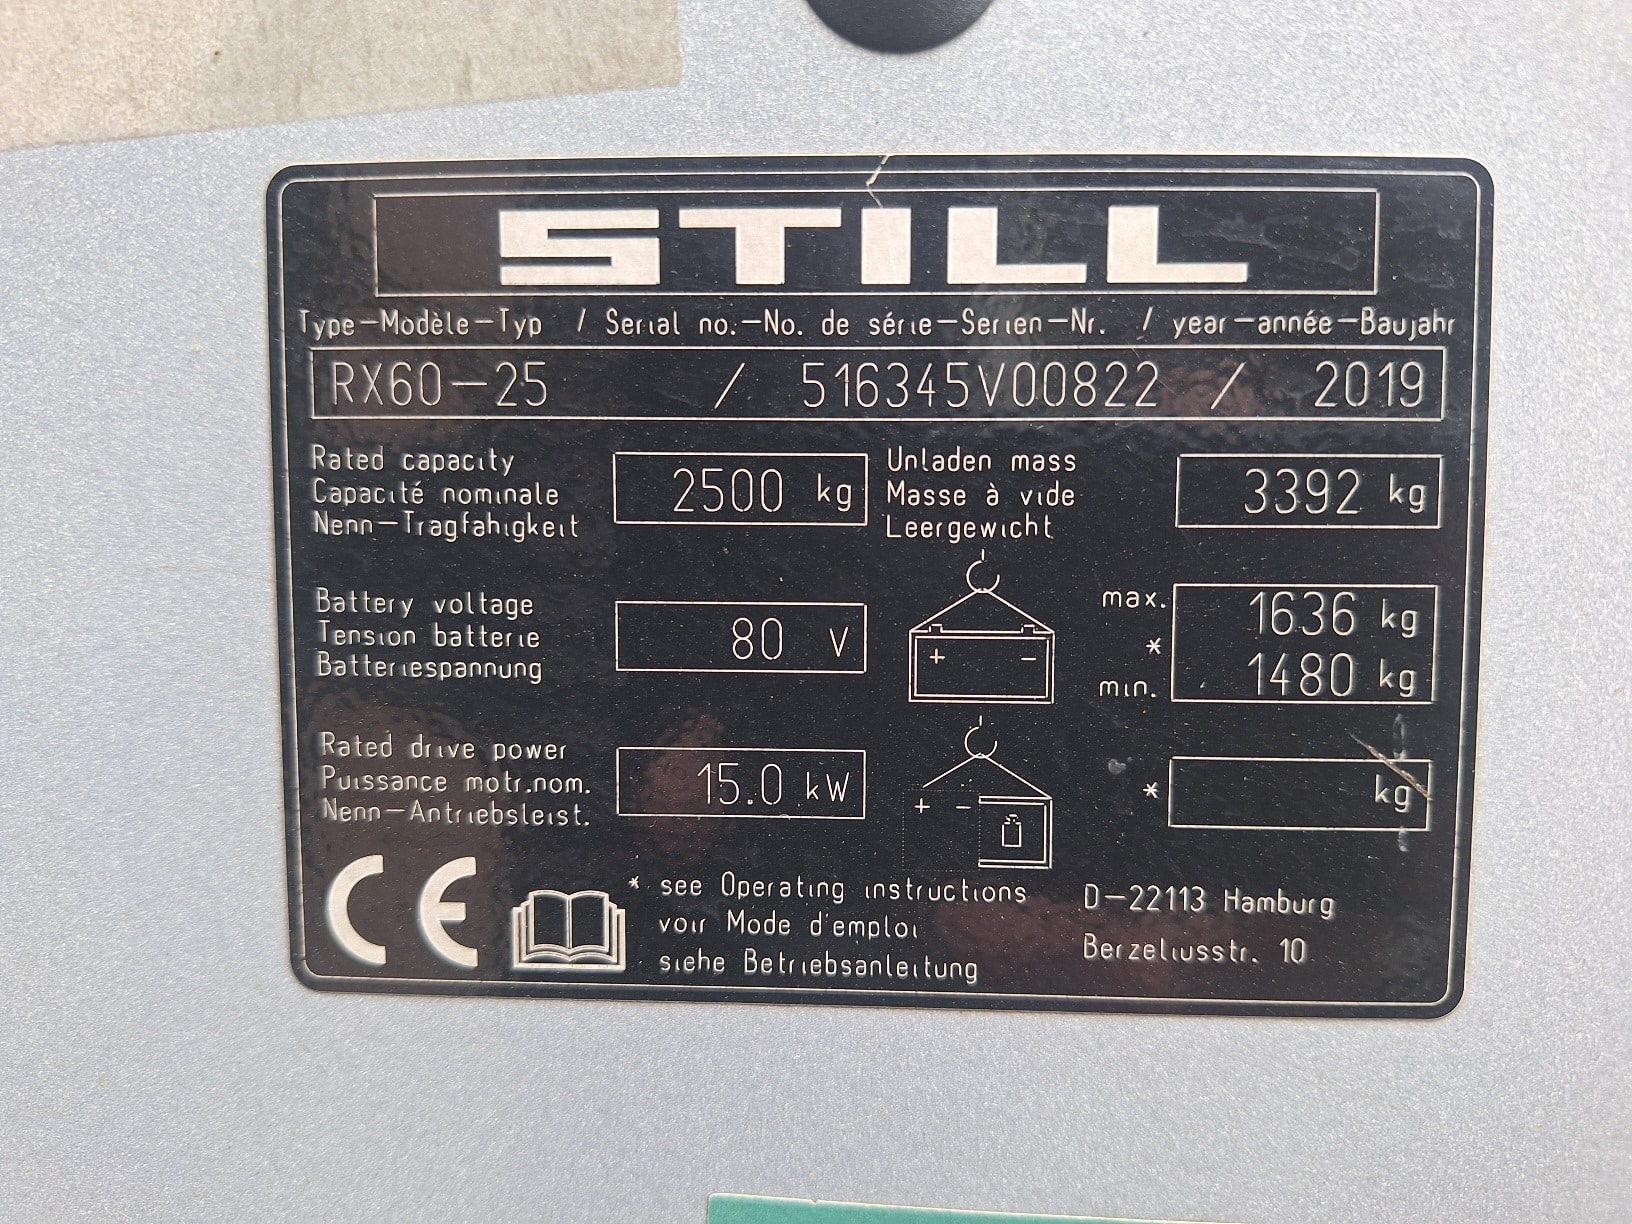 STILL
Type-Modèle-Typ / Serial no.-No. de série-Serien-Nr. / year-année-Baujahr
RX60-25 / 516345V00822 / 2019
Rated capacity
Capacité nominale
Nenn-Tragfähigkeit
2500 kg
Unladen mass
Masse à vide
Leergewicht
3392 kg
Battery voltage
Tension batterie
Batteriespannung
80 V
+ -
max. 1636 kg
*
min. 1480 kg
Rated drive power
Puissance motr.nom.
Nenn-Antriebsleist.
15.0 kW
+ -
* kg
CE
* see Operating instructions
voir Mode d'emploi
siehe Betriebsanleitung
D-22113 Hamburg
Berzeliusstr. 10